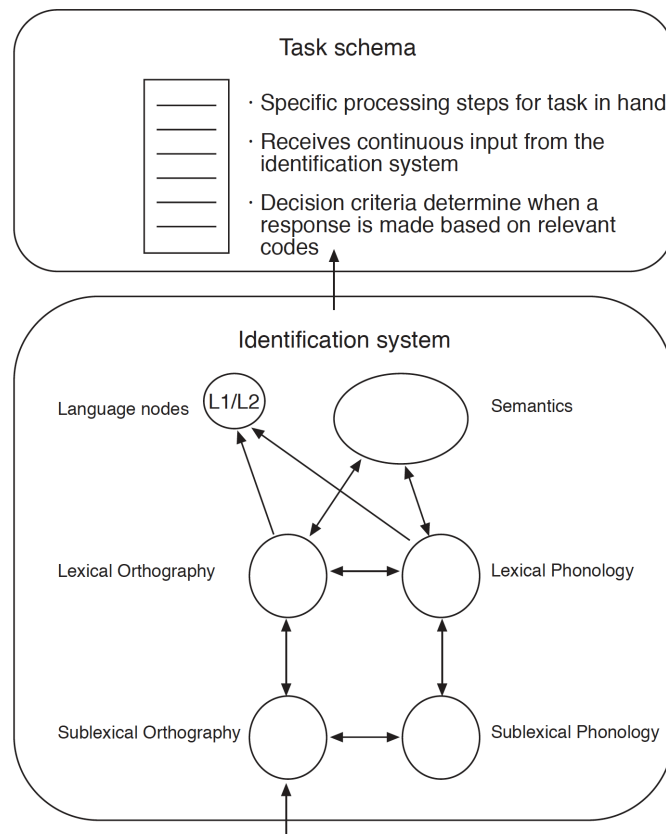 Task schema
· Specific processing steps for task in hand
· Receives continuous input from the
identification system
· Decision criteria determine when a
response is made based on relevant
codes
Identification system
Language nodes
L1/L2
Semantics
Lexical Orthography
Lexical Phonology
Sublexical Orthography
Sublexical Phonology